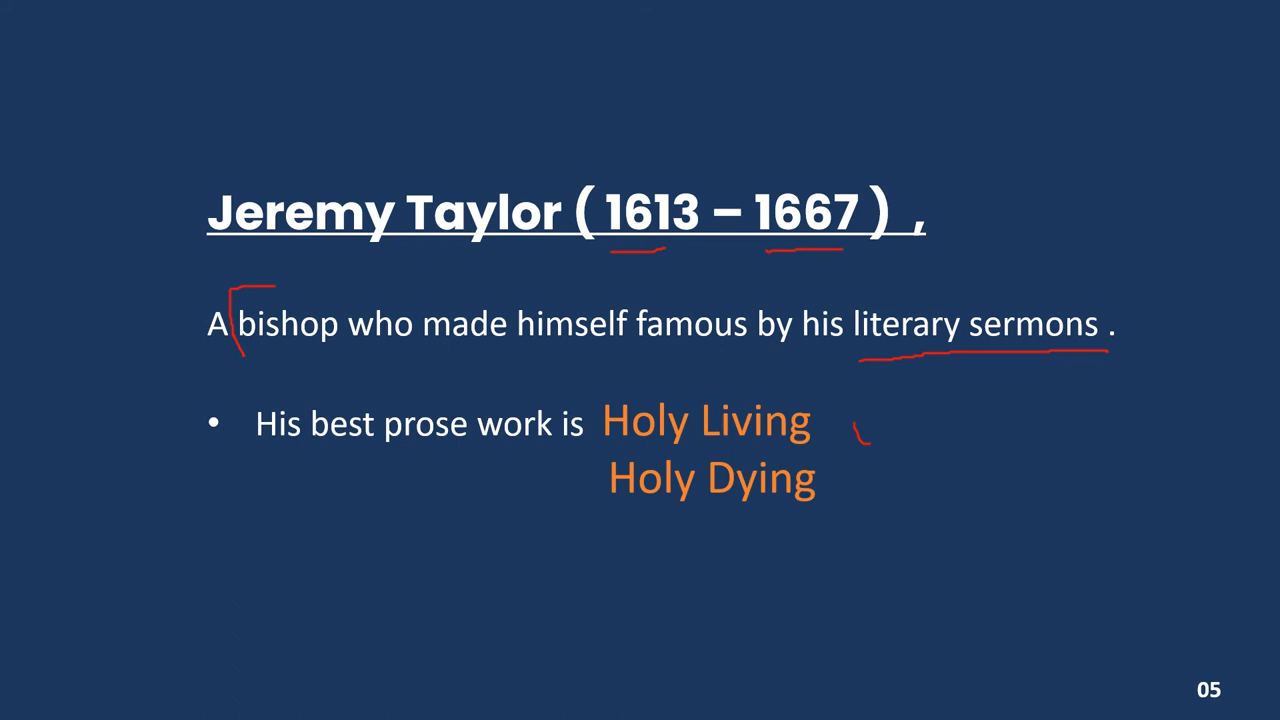 Jeremy Taylor ( 1613 – 1667 ) ,
A bishop who made himself famous by his literary sermons .
• His best prose work is Holy Living
Holy Dying
05